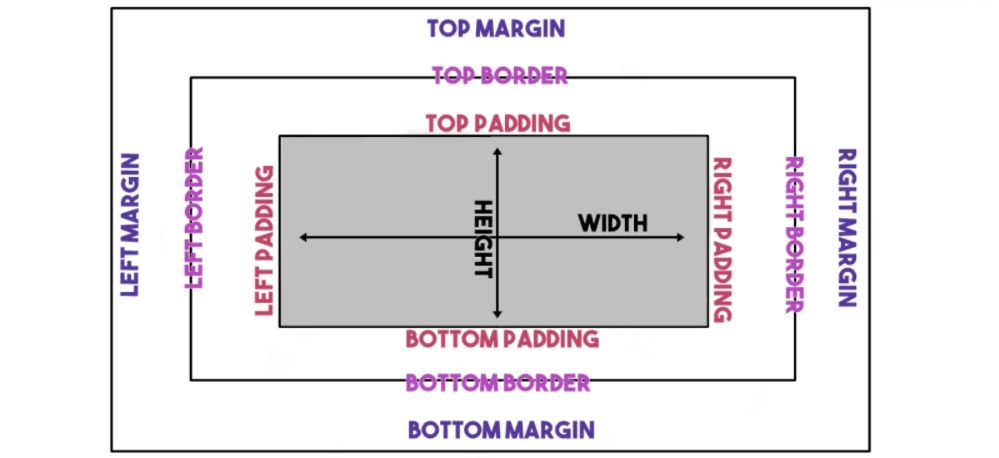 TOP MARGIN
TOP BORDER
TOP PADDING
LEFT MARGIN
LEFT BORDER
LEFT PADDING
HEIGHT
WIDTH
RIGHT PADDING
RIGHT BORDER
RIGHT MARGIN
BOTTOM PADDING
BOTTOM BORDER
BOTTOM MARGIN